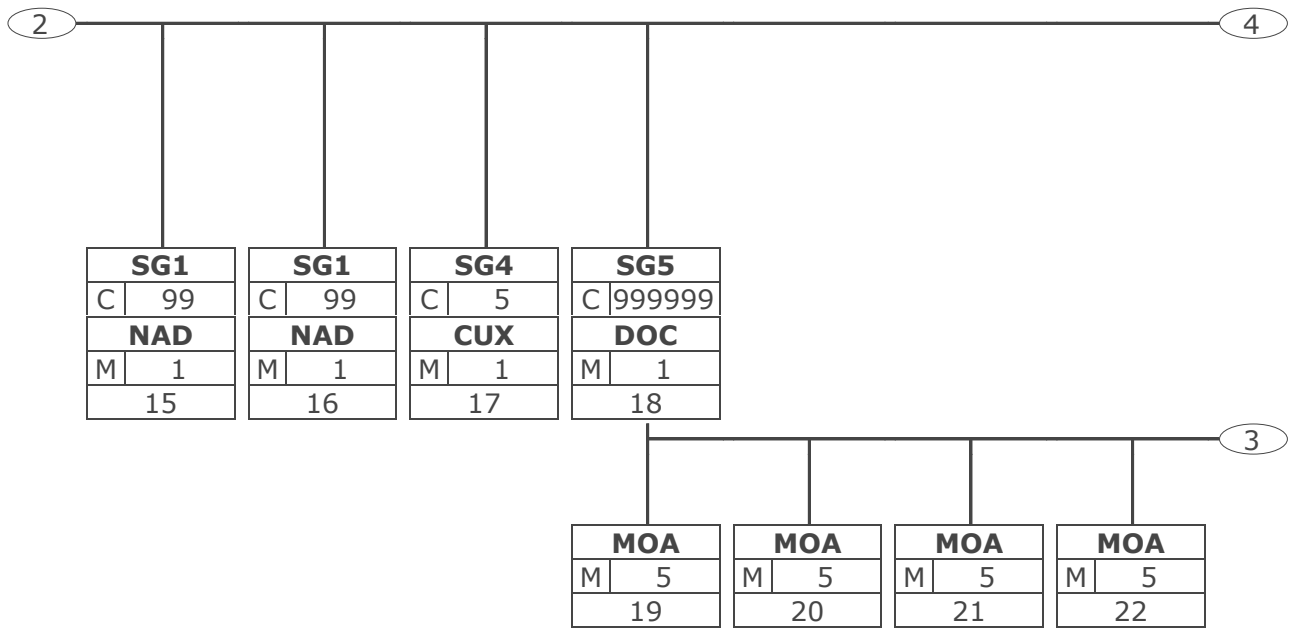 2 4
SG1 SG1 SG4 SG5
C 99 C 99 C 5 C 999999
NAD NAD CUX DOC
M 1 M 1 M 1 M 1
15 16 17 18
3
MOA MOA MOA MOA
M 5 M 5 M 5 M 5
19 20 21 22